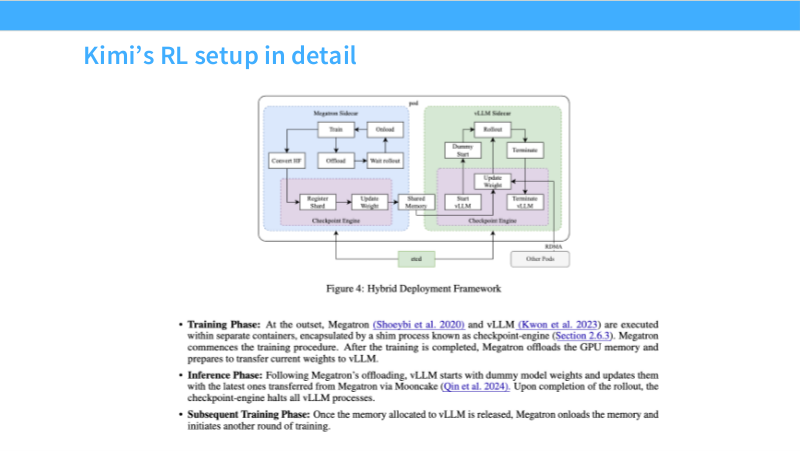 Kimi's RL setup in detail
pod
Megatron Sidecar
vLLM Sidecar
Train
Onload
Rollout
Convert HF
Offload
Wait rollout
Dummy
Start
Terminate
Update
Weight
Register
Shard
Update
Weight
Shared
Memory
Start
vLLM
Terminate
vLLM
Checkpoint Engine
Checkpoint Engine
RDMA
etcd
Other Pods
Figure 4: Hybrid Deployment Framework
• Training Phase: At the outset, Megatron (Shoeybi et al. 2020) and vLLM (Kwon et al. 2023) are executed
within separate containers, encapsulated by a shim process known as checkpoint-engine (Section 2.6.3). Megatron
commences the training procedure. After the training is completed, Megatron offloads the GPU memory and
prepares to transfer current weights to vLLM.
• Inference Phase: Following Megatron's offloading, vLLM starts with dummy model weights and updates them
with the latest ones transferred from Megatron via Mooncake (Qin et al. 2024). Upon completion of the rollout, the
checkpoint-engine halts all vLLM processes.
• Subsequent Training Phase: Once the memory allocated to vLLM is released, Megatron onloads the memory and
initiates another round of training.